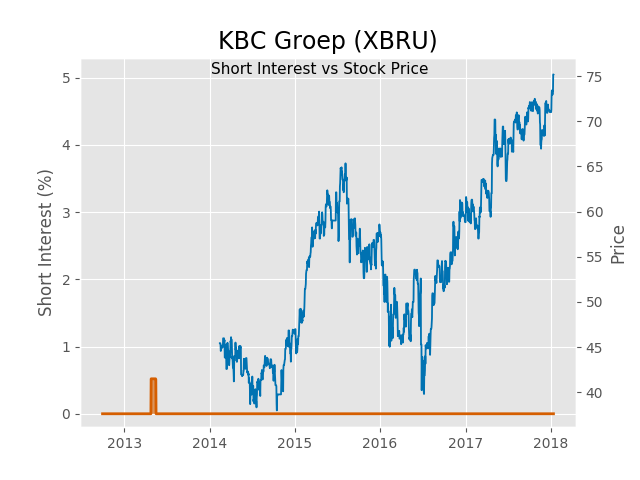 KBC Groep (XBRU)
Short Interest vs Stock Price
Short Interest (%)
5
4
3
2
1
0
75
70
65
60
55
50
45
40
Price
2013 2014 2015 2016 2017 2018